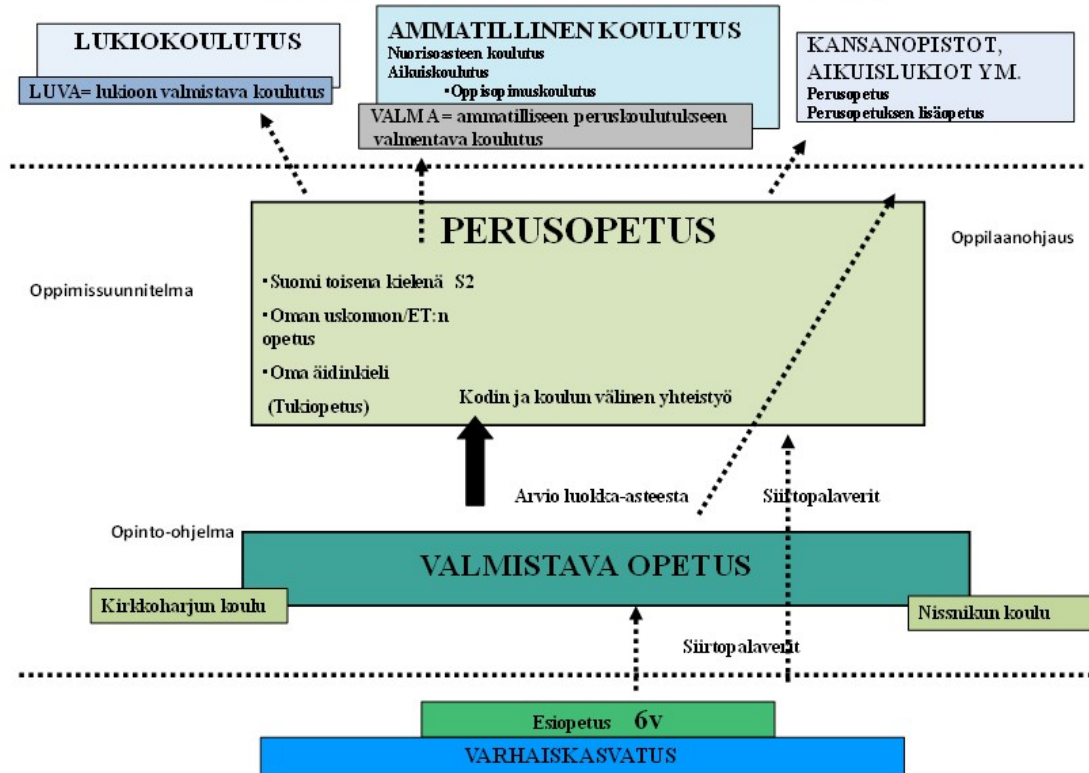 LUKIOKOULUTUS
LUVA= lukioon valmistava koulutus
AMMATILLINEN KOULUTUS
Nuorisoasteen koulutus
Aikuiskoulutus
•Oppisopimuskoulutus
VALMA= ammatilliseen peruskoulutukseen
valmentava koulutus
KANSANOPISTOT,
AIKUISLUKIOT YM.
Perusopetus
Perusopetuksen lisäopetus
PERUSOPETUS
Oppilaanohjaus
Oppimissuunnitelma
•Suomi toisena kielenä S2
•Oman uskonnon/ET:n
opetus
•Oma äidinkieli
(Tukiopetus)
Kodin ja koulun välinen yhteistyö
Arvio luokka-asteesta
Siirtopalaverit
Opinto-ohjelma
VALMISTAVA OPETUS
Kirkkoharjun koulu
Nissnikun koulu
Siirtopalaverit
Esiopetus 6v
VARHAISKASVATUS